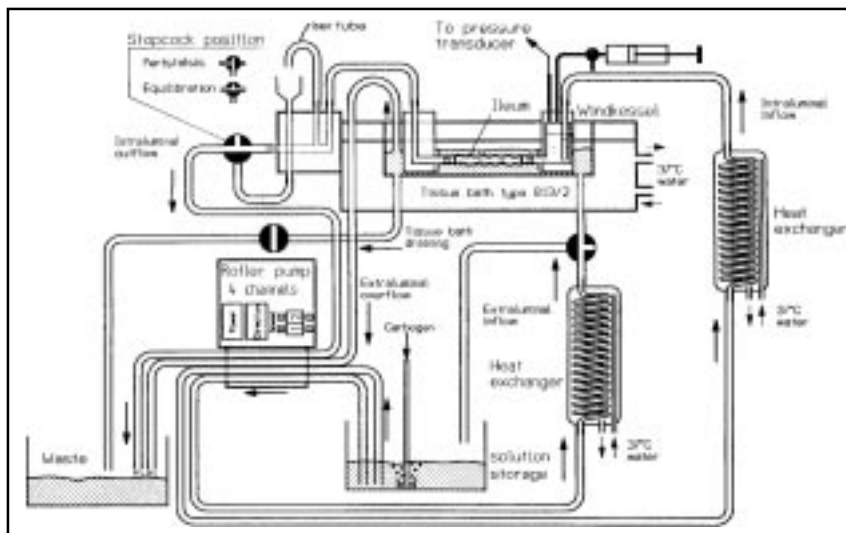 riser tube
Stopcock position
Peristalsis
Equilibration
To pressure
transducer
Ileum
Windkessel
Intraluminal
outflow
Intraluminal
inflow
37°C
water
Tissue bath type 813/2
Heat
exchanger
Tissue bath
draining
Roller pump
4 channels
Extraluminal
overflow
Extraluminal
inflow
37°C
water
Carbogen
Heat
exchanger
Waste
solution
storage
37°C
water